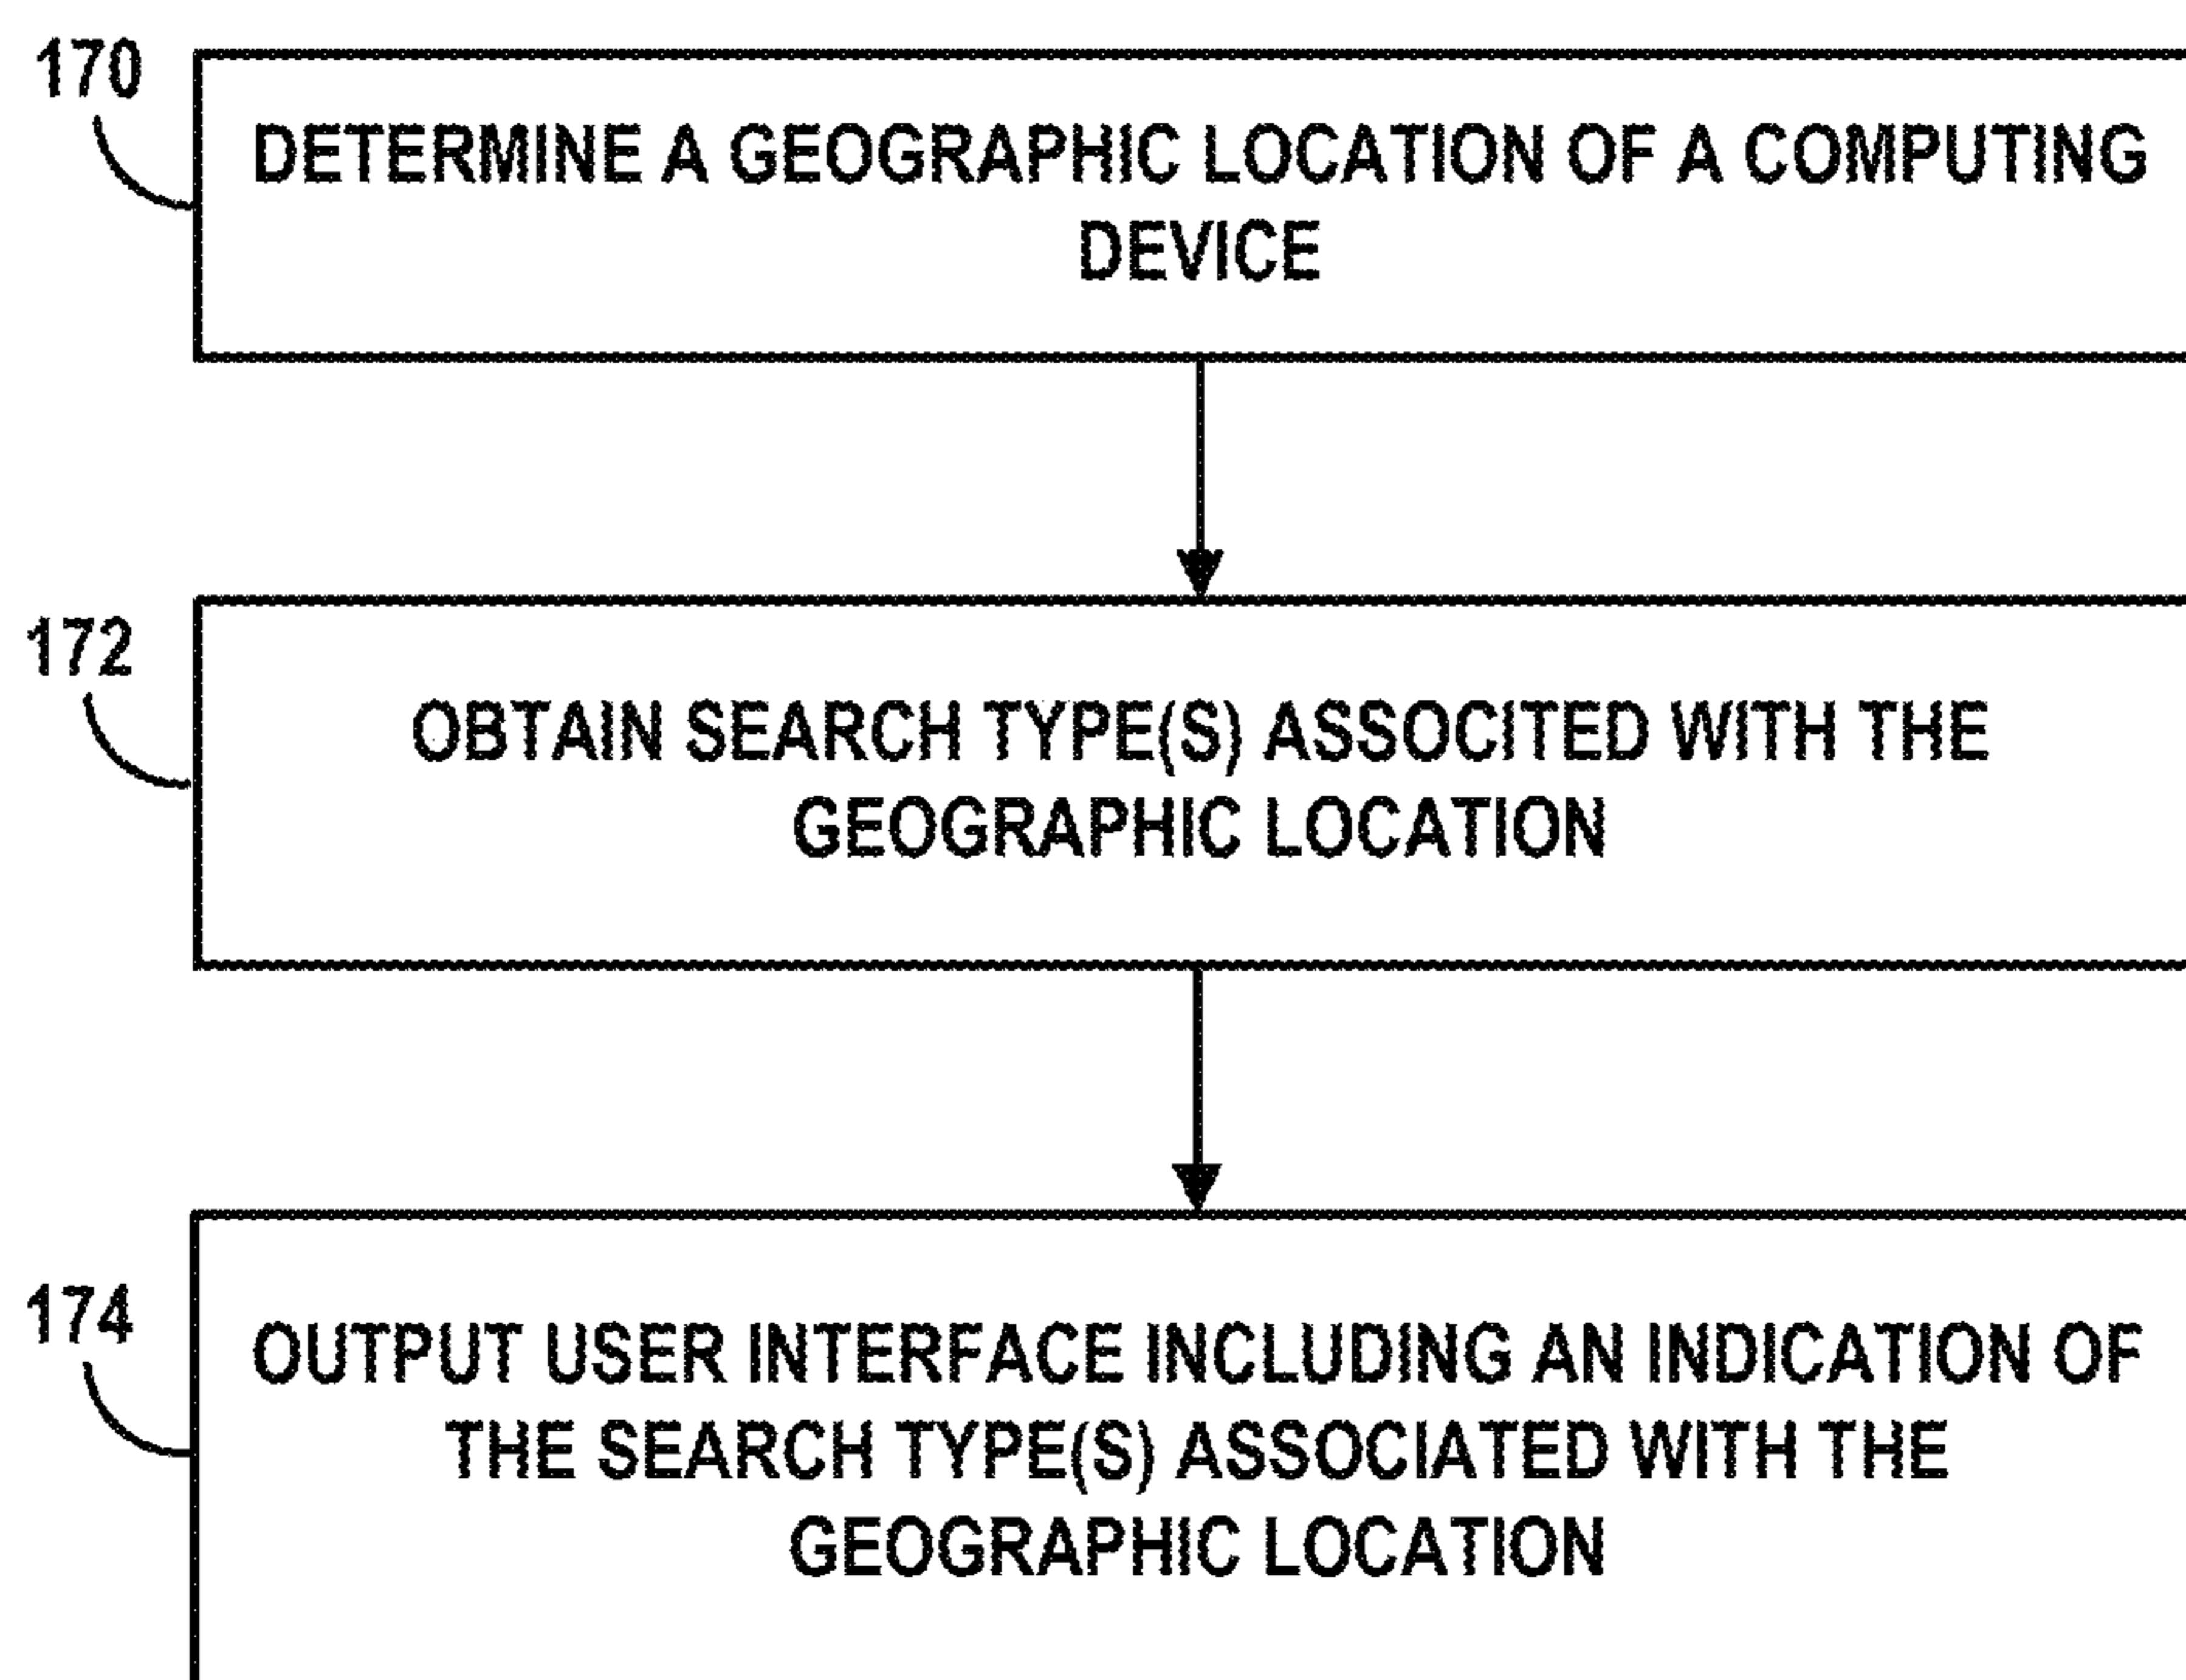 170
DETERMINE A GEOGRAPHIC LOCATION OF A COMPUTING
DEVICE
172
OBTAIN SEARCH TYPE(S) ASSOCITED WITH THE
GEOGRAPHIC LOCATION
174
OUTPUT USER INTERFACE INCLUDING AN INDICATION OF
THE SEARCH TYPE(S) ASSOCIATED WITH THE
GEOGRAPHIC LOCATION